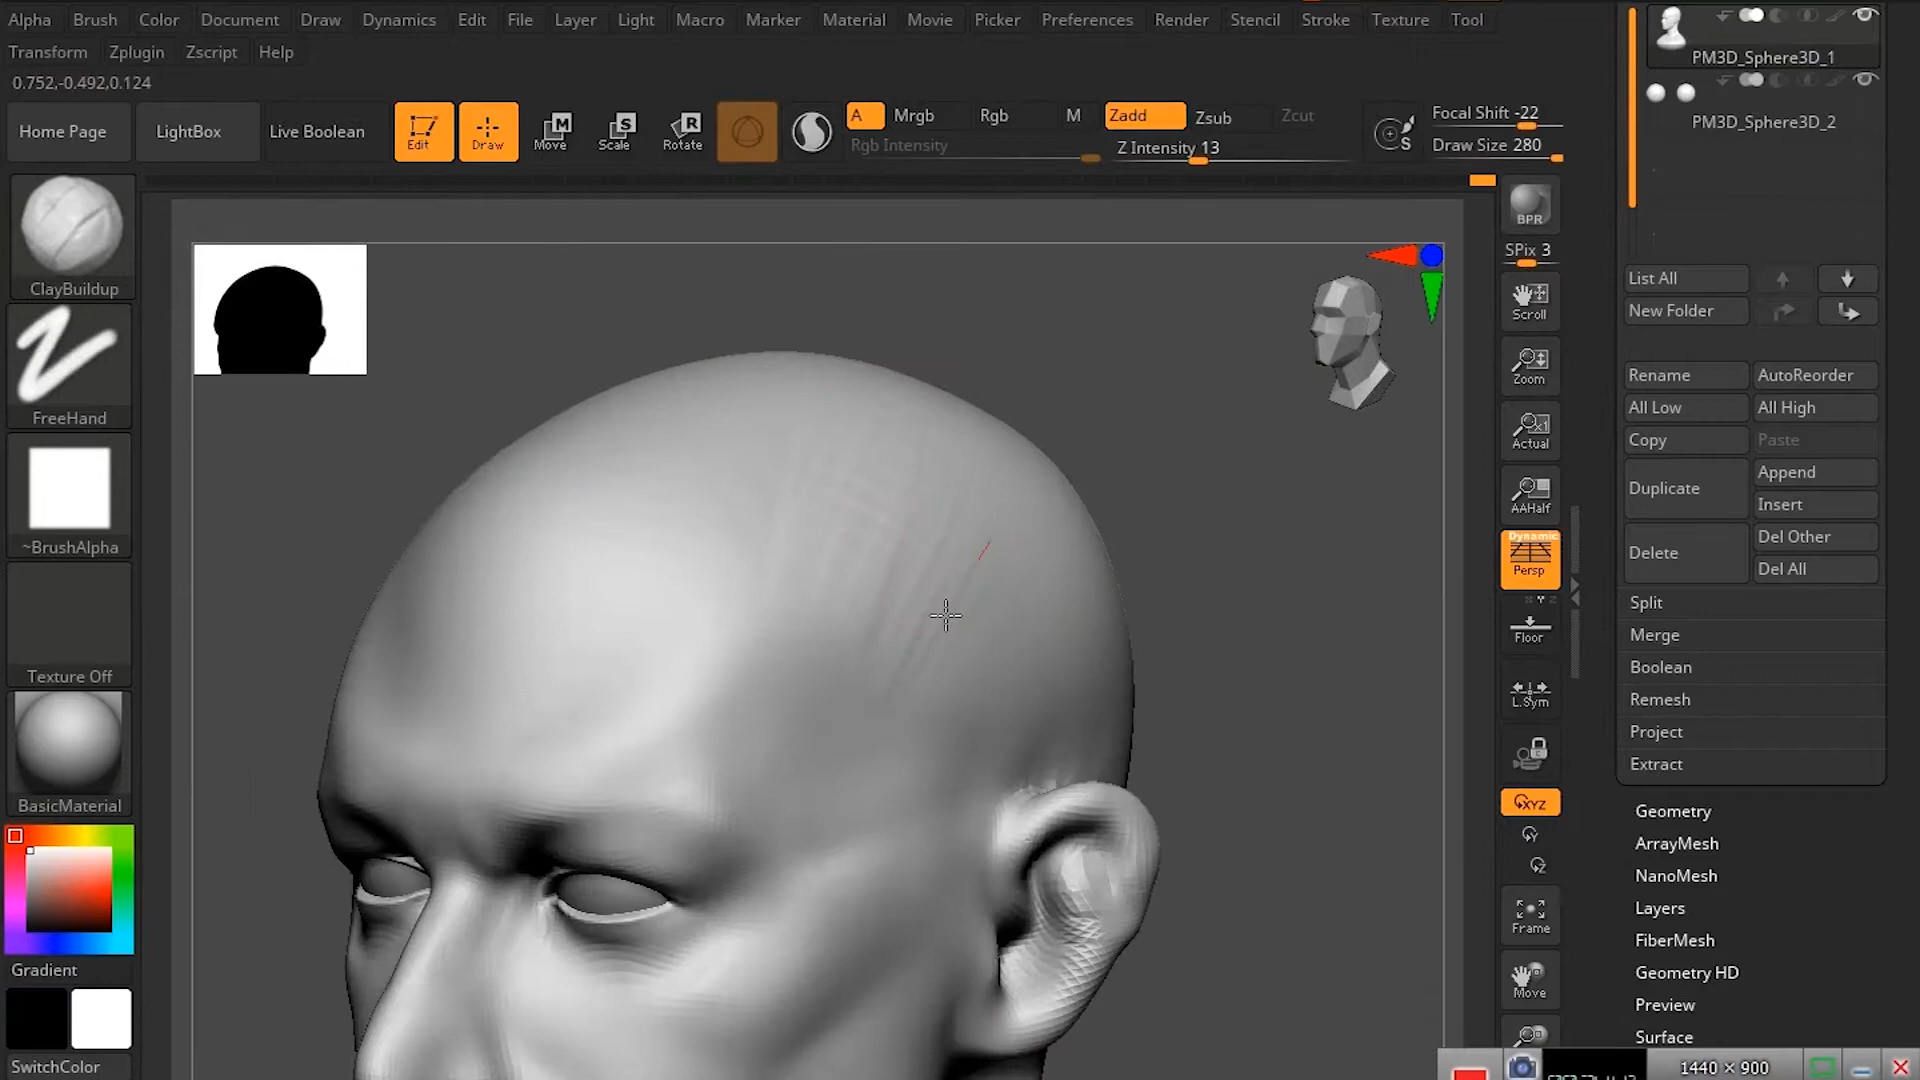 Alpha Brush Color Document Draw Dynamics Edit File Layer Light Macro Marker Material Movie Picker Preferences Render Stencil Stroke Texture Tool
Transform Zplugin Zscript Help
0.752,-0.492,0.124
Home Page LightBox Live Boolean Edit Draw Move Scale Rotate
A Mrgb Rgb M Zadd Zsub Zcut
Rgb Intensity Z Intensity 13
Focal Shift -22
Draw Size 280
ClayBuildup
FreeHand
~BrushAlpha
Texture Off
BasicMaterial
Gradient
SwitchColor
BPR
SPix 3
Scroll
Zoom
Actual
AAHalf
Dynamic
Persp
Floor
L.Sym
XYZ
Frame
Move
PM3D_Sphere3D_1
PM3D_Sphere3D_2
List All
New Folder
Rename AutoReorder
All Low All High
Copy Paste
Duplicate Append
Insert
Delete Del Other
Del All
Split
Merge
Boolean
Remesh
Project
Extract
Geometry
ArrayMesh
NanoMesh
Layers
FiberMesh
Geometry HD
Preview
Surface
1440 × 900